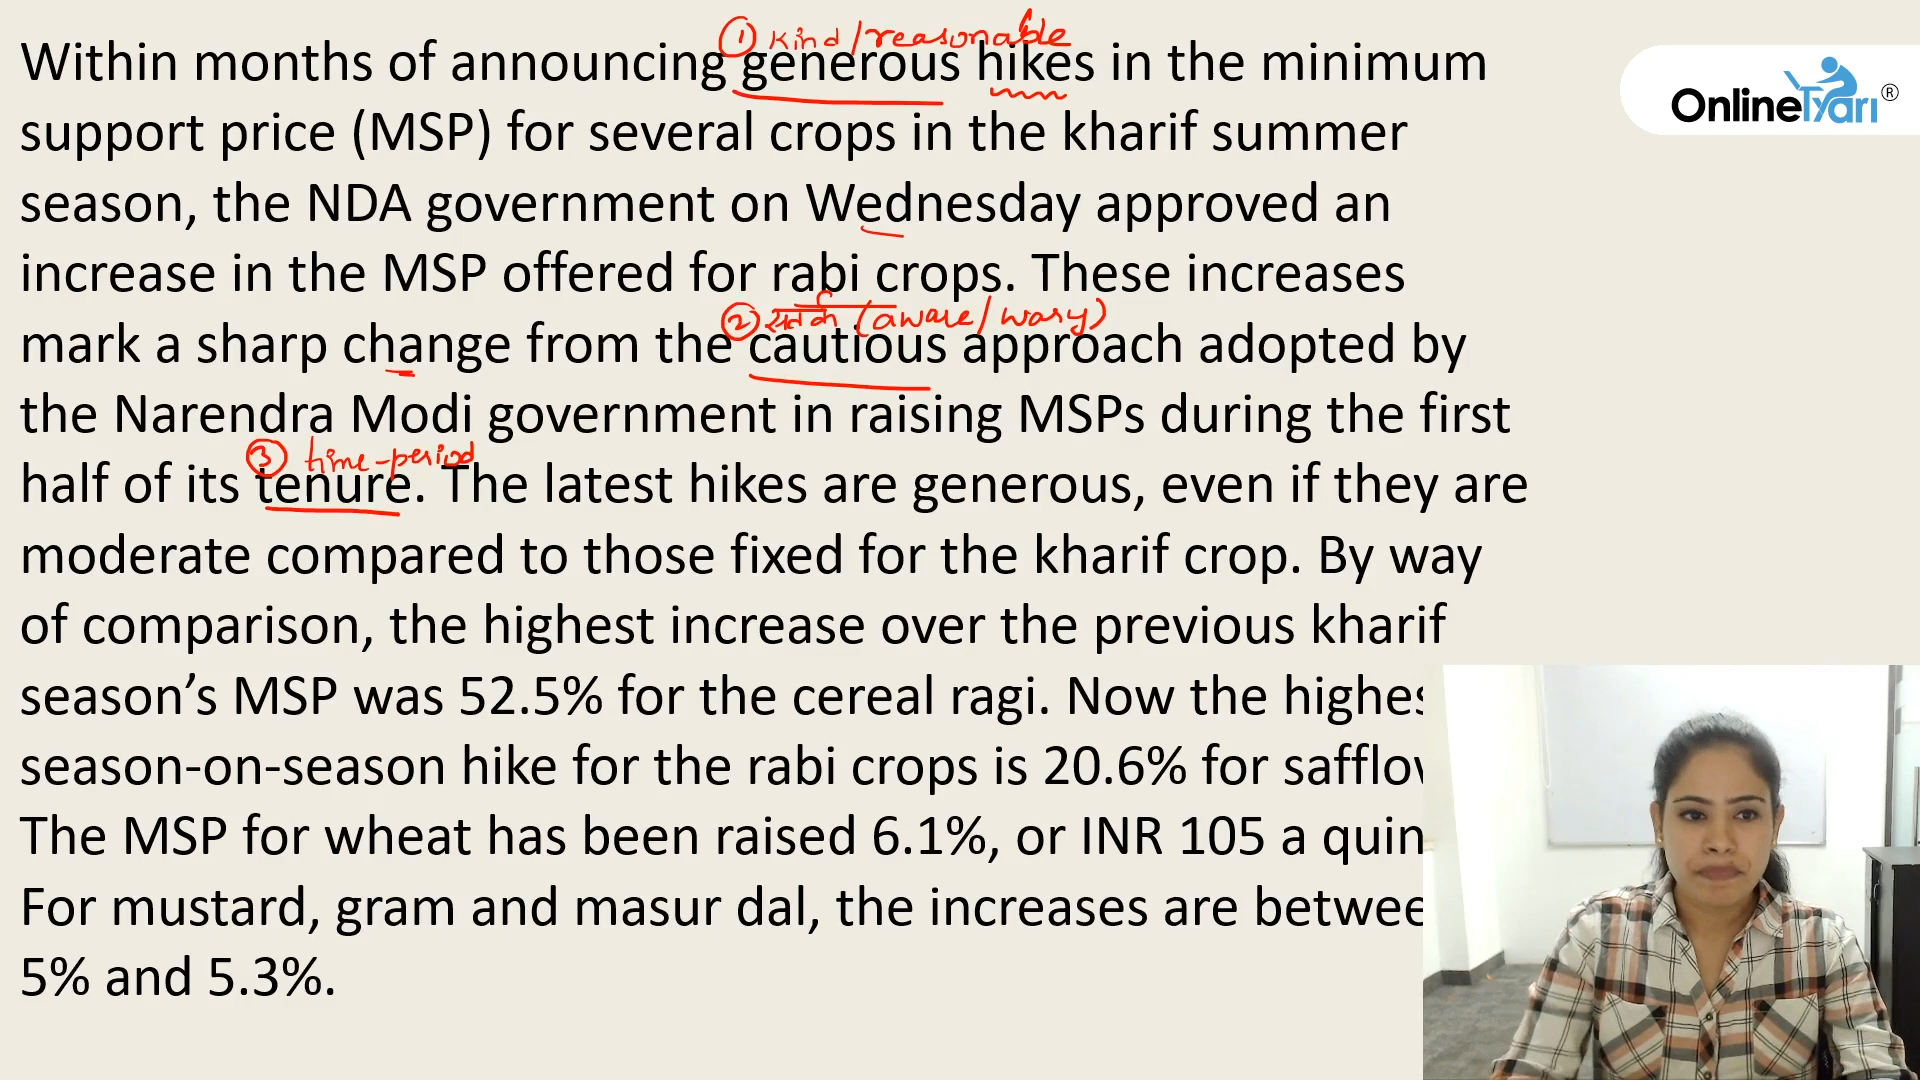 ① Kind/reasonable
Within months of announcing generous hikes in the minimum
support price (MSP) for several crops in the kharif summer
season, the NDA government on Wednesday approved an
increase in the MSP offered for rabi crops. These increases
② सतर्क (aware/wary)
mark a sharp change from the cautious approach adopted by
the Narendra Modi government in raising MSPs during the first
③ time-period
half of its tenure. The latest hikes are generous, even if they are
moderate compared to those fixed for the kharif crop. By way
of comparison, the highest increase over the previous kharif
season’s MSP was 52.5% for the cereal ragi. Now the highes
season-on-season hike for the rabi crops is 20.6% for safflow
The MSP for wheat has been raised 6.1%, or INR 105 a quin
For mustard, gram and masur dal, the increases are betwee
5% and 5.3%.
OnlineTyari ®